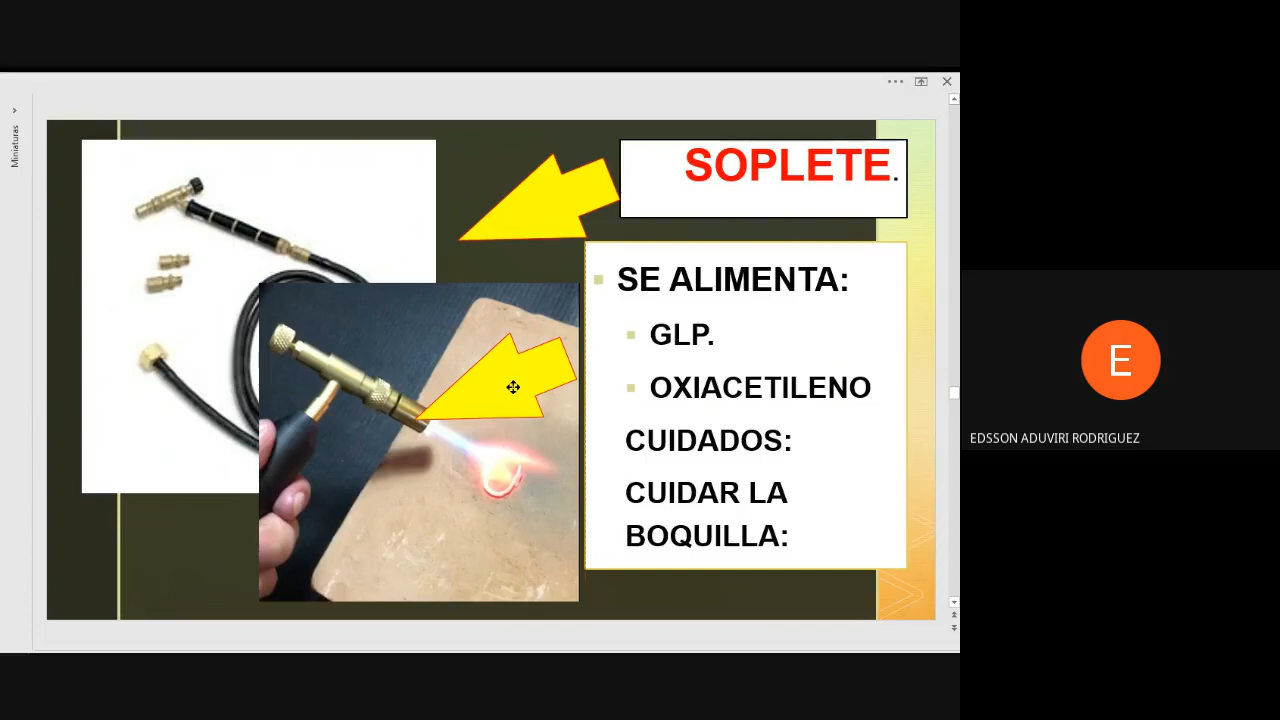 Miniaturas
SOPLETE.
SE ALIMENTA:
GLP.
OXIACETILENO
CUIDADOS:
CUIDAR LA
BOQUILLA:
E
EDSSON ADUVIRI RODRIGUEZ